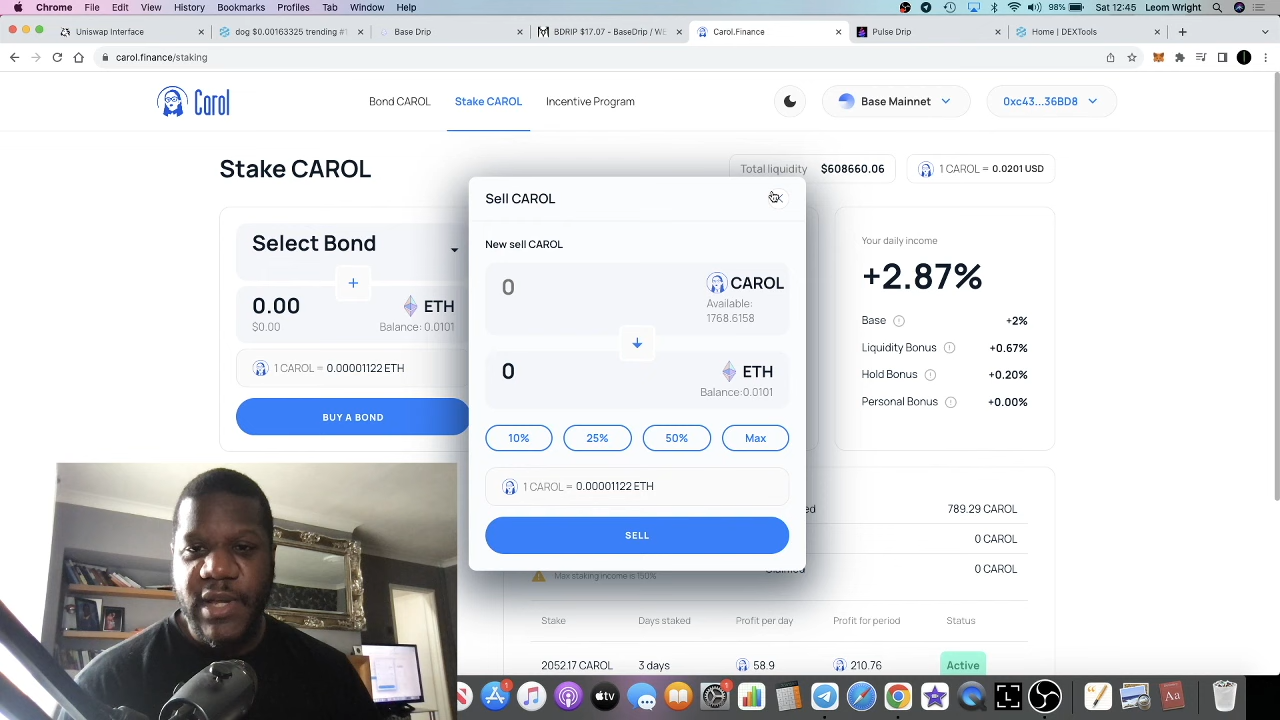 Chrome File Edit View History Bookmarks Profiles Tab Window Help 98% Sat 12:45 Leom Wright
Uniswap Interface
dog $0.00163325 trending #1
Base Drip
BDRIP $17.07 - BaseDrip / WE
Carol.Finance
Pulse Drip
Home | DEXTools
carol.finance/staking
Carol
Bond CAROL
Stake CAROL
Incentive Program
Base Mainnet
0xc43...36BD8
Stake CAROL
Total liquidity $608660.06
1 CAROL = 0.0201 USD
Select Bond
0.00 ETH
$0.00 Balance: 0.0101
1 CAROL = 0.00001122 ETH
BUY A BOND
Sell CAROL
New sell CAROL
0 CAROL
Available:
1768.6158
0 ETH
Balance:0.0101
10% 25% 50% Max
1 CAROL = 0.00001122 ETH
SELL
Your daily income
+2.87%
Base +2%
Liquidity Bonus +0.67%
Hold Bonus +0.20%
Personal Bonus +0.00%
789.29 CAROL
0 CAROL
0 CAROL
Max staking income is 150%
Stake Days staked Profit per day Profit for period Status
2052.17 CAROL 3 days 58.9 210.76 Active